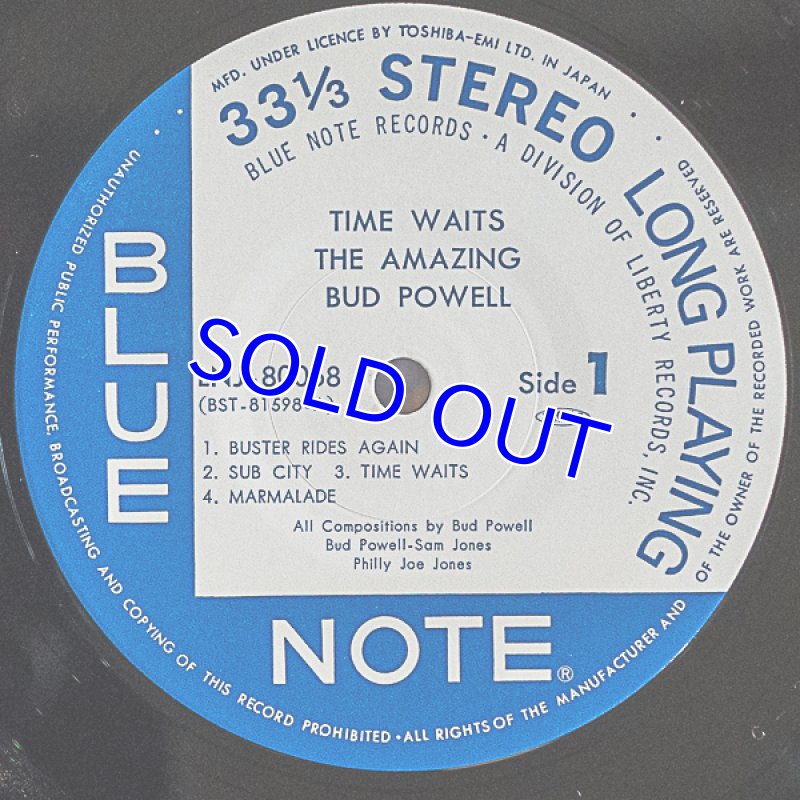 MFD. UNDER LICENCE BY TOSHIBA-EMI LTD. IN JAPAN
33⅓ STEREO LONG PLAYING
BLUE NOTE RECORDS · A DIVISION OF LIBERTY RECORDS, INC.
TIME WAITS
THE AMAZING
BUD POWELL
SOLD OUT
Side 1
1. BUSTER RIDES AGAIN
2. SUB CITY 3. TIME WAITS
4. MARMALADE
All Compositions by Bud Powell
Bud Powell-Sam Jones
Philly Joe Jones
BLUE
NOTE®
UNAUTHORIZED PUBLIC PERFORMANCE, BROADCASTING AND COPYING OF THIS RECORD PROHIBITED · ALL RIGHTS OF THE MANUFACTURER AND OF THE OWNER OF THE RECORDED WORK ARE RESERVED